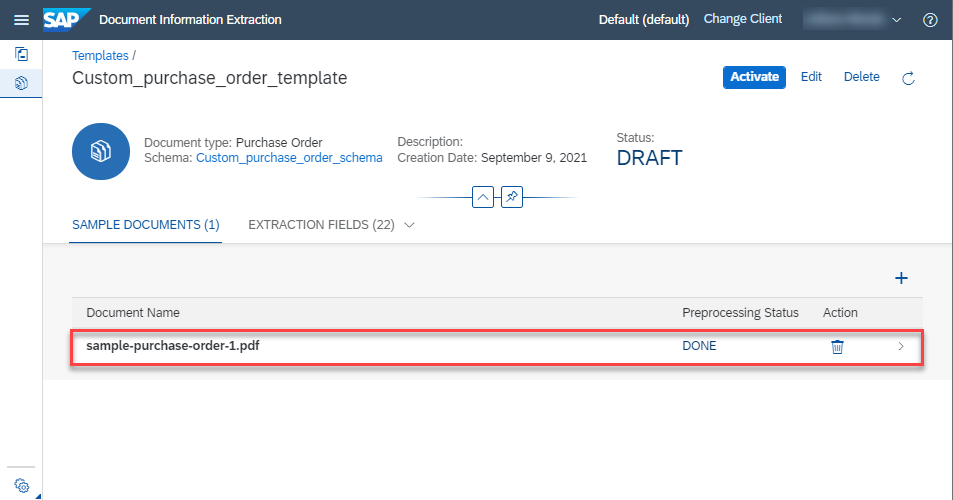 SAP Document Information Extraction Default (default) Change Client
Templates /
Custom_purchase_order_template
Activate Edit Delete
Document type: Purchase Order
Schema: Custom_purchase_order_schema
Description:
Creation Date: September 9, 2021
Status:
DRAFT
SAMPLE DOCUMENTS (1) EXTRACTION FIELDS (22)
Document Name Preprocessing Status Action
sample-purchase-order-1.pdf DONE